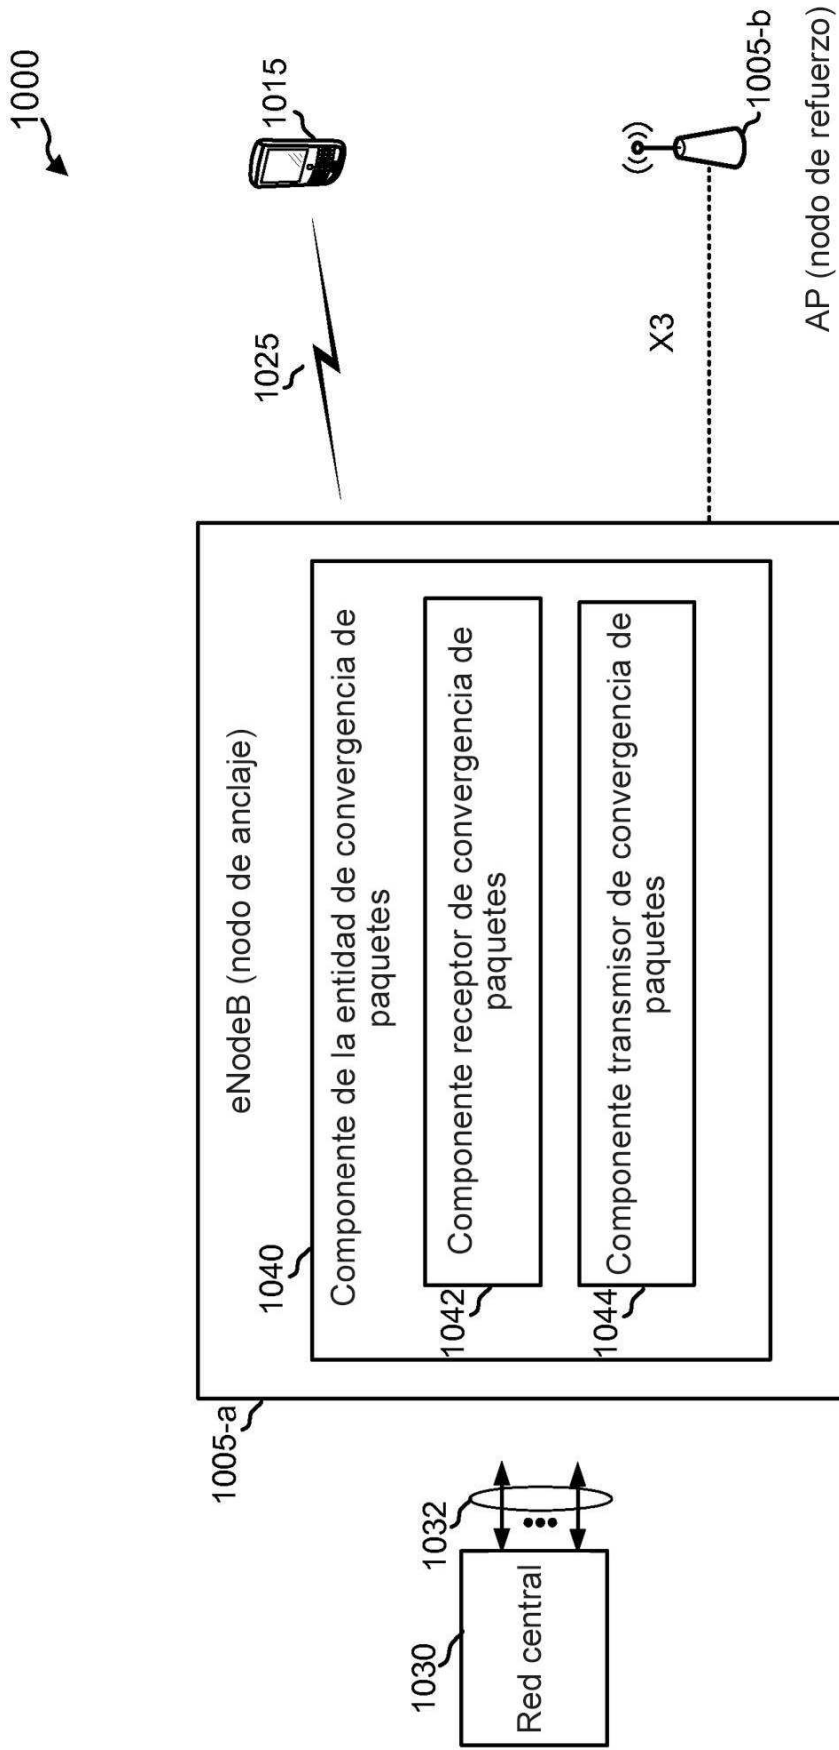 1000
1015
1025
1005-b
X3
AP (nodo de refuerzo)
1005-a
eNodeB (nodo de anclaje)
1040
Componente de la entidad de convergencia de
paquetes
1042
Componente receptor de convergencia de
paquetes
1044
Componente transmisor de convergencia de
paquetes
1032
1030
Red central